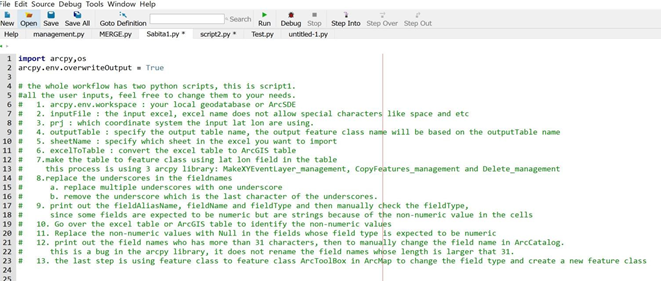 File Edit Source Debug Tools Window Help
New Open Save Save All Goto Definition Search Run Debug Stop Step Into Step Over Step Out
Help management.py MERGE.py Sabita1.py * script2.py * Test.py untitled-1.py
1 import arcpy,os
2 arcpy.env.overwriteOutput = True
3
4 # the whole workflow has two python scripts, this is script1.
5 #all the user inputs, feel free to change them to your needs.
6 # 1. arcpy.env.workspace : your local geodatabase or ArcSDE
7 # 2. inputFile : the input excel, excel name does not allow special characters like space and etc
8 # 3. prj : which coordinate system the input lat lon are using.
9 # 4. outputTable : specify the output table name, the output feature class name will be based on the outputTable name
10 # 5. sheetName : specify which sheet in the excel you want to import
11 # 6. excelToTable : convert the excel table to ArcGIS table
12 # 7.make the table to feature class using lat lon field in the table
13 # this process is using 3 arcpy library: MakeXYEventLayer_management, CopyFeatures_management and Delete_management
14 # 8.replace the underscores in the fieldnames
15 # a. replace multiple underscores with one underscore
16 # b. remove the underscore which is the last character of the underscores.
17 # 9. print out the fieldAliasName, fieldName and fieldType and then manually check the fieldType,
18 # since some fields are expected to be numeric but are strings because of the non-numeric value in the cells
19 # 10. Go over the excel table or ArcGIS table to identify the non-numeric values
20 # 11. Replace the non-numeric values with Null in the fields whose field type is expected to be numeric
21 # 12. print out the field names who has more than 31 characters, then to manually change the field name in ArcCatalog.
22 # this is a bug in the arcpy library, it does not rename the field names whose length is larger that 31.
23 # 13. the last step is using feature class to feature class ArcToolBox in ArcMap to change the field type and create a new feature class
24
25